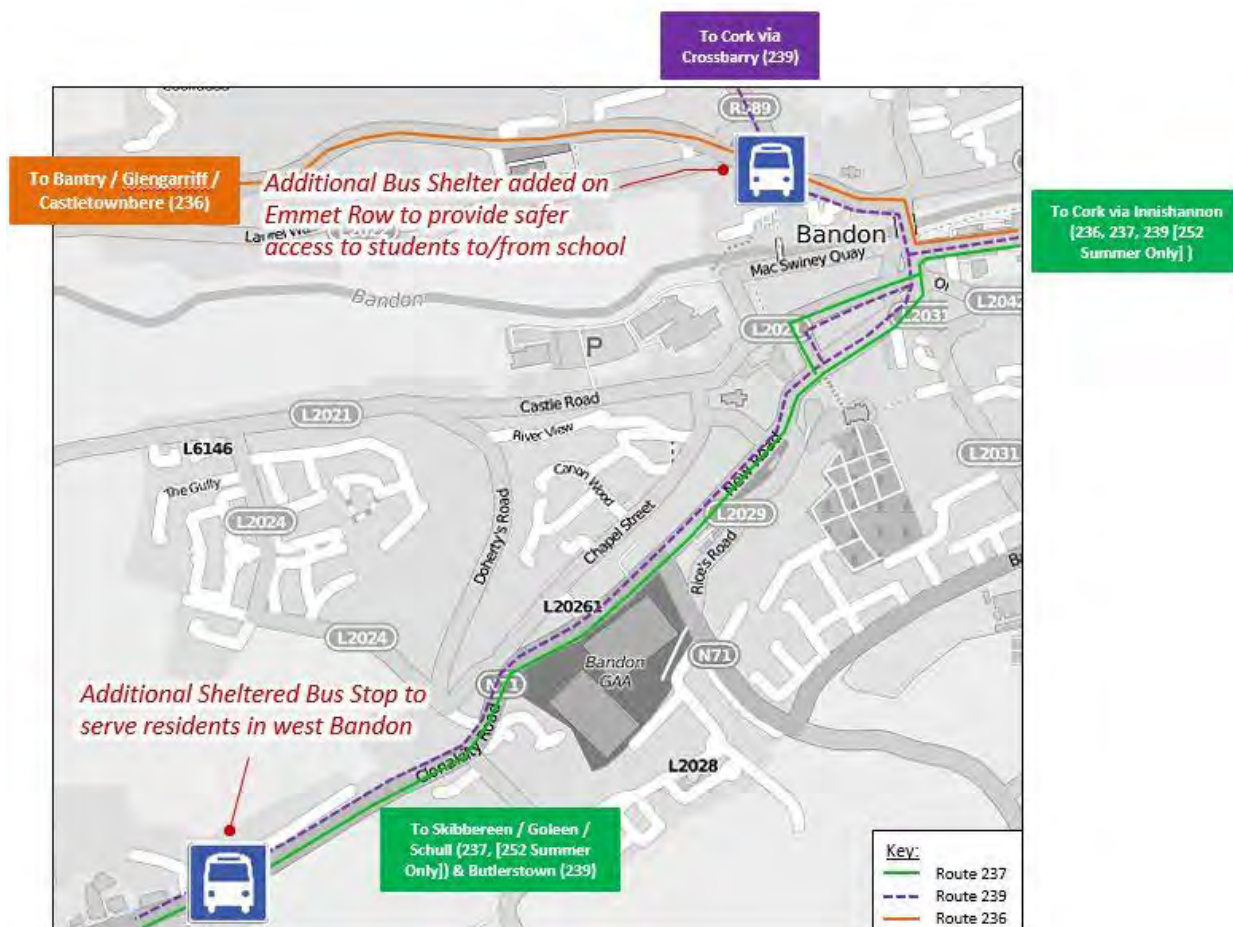 To Cork via
Crossbarry (239)
R589
To Bantry / Glengarriff /
Castletownbere (236)
Additional Bus Shelter added on
Emmet Row to provide safer
access to students to/from school
To Cork via Innishannon
(236, 237, 239 [252
Summer Only] )
Bandon
Mac Swiney Quay
Bandon
L2042
L2031
P
Castle Road
L2021
River View
L6146
L2031
The Gully
Canon Wood
New Road
L2024
Doherty's Road
Chapel Street
L2029
Rice's Road
L20261
L2024
Bandon
GAA
N71
N71
Additional Sheltered Bus Stop to
serve residents in west Bandon
Clonakilty Road
L2028
To Skibbereen / Goleen /
Schull (237, [252 Summer
Only]) & Butlerstown (239)
Key:
Route 237
Route 239
Route 236